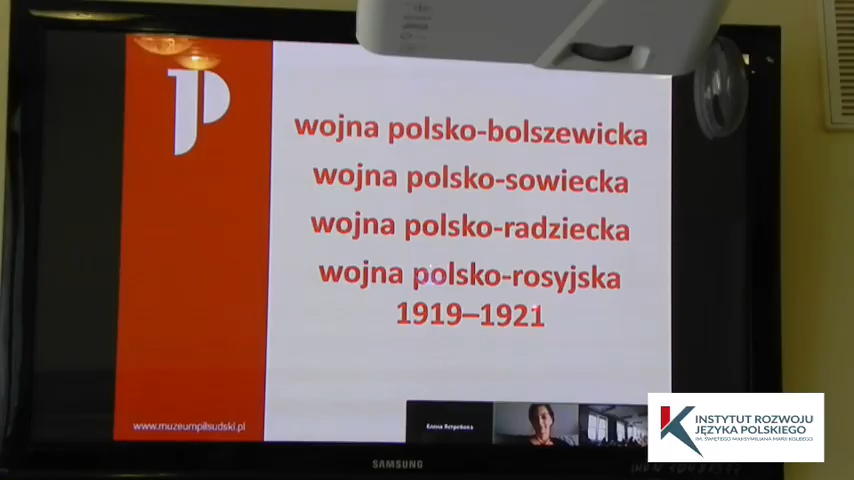 wojna polsko-bolszewicka
wojna polsko-sowiecka
wojna polsko-radziecka
wojna polsko-rosyjska
1919–1921
www.muzeumpilsudski.pl
SAMSUNG
INSTYTUT ROZWOJU
JĘZYKA POLSKIEGO
IM. ŚWIĘTEGO MAKSYMILIANA MARII KOLBEGO